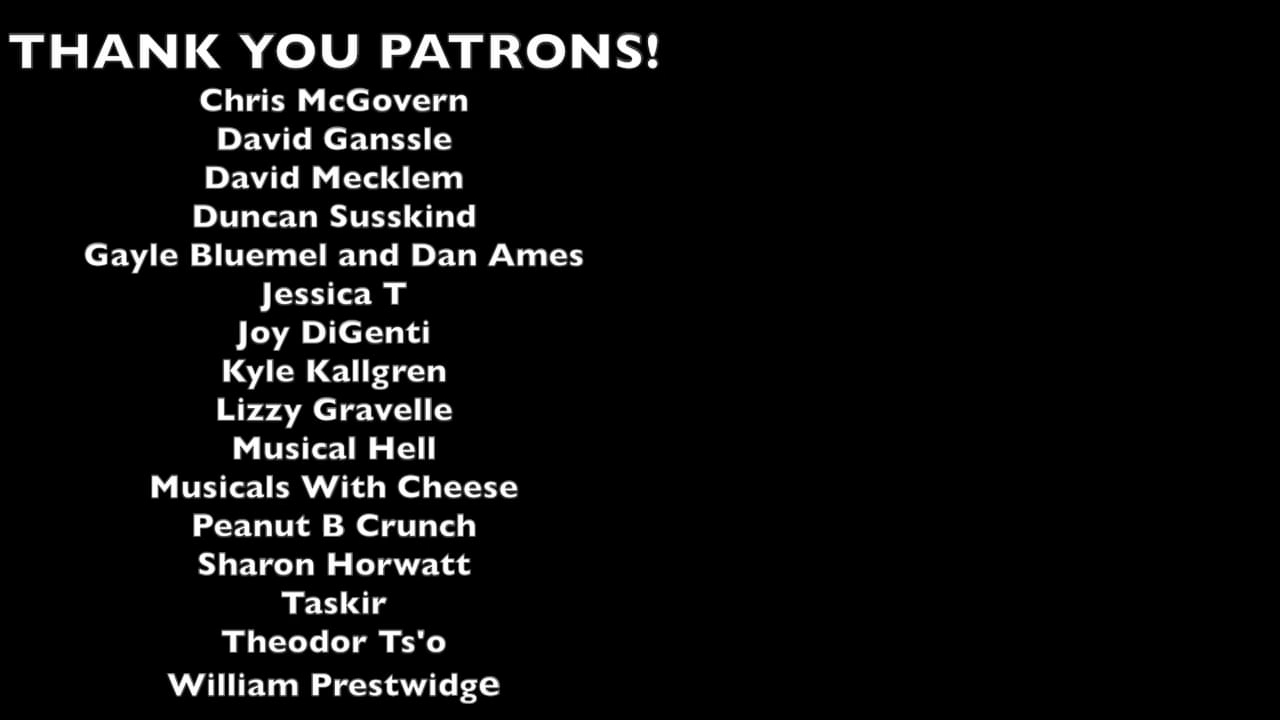 THANK YOU PATRONS!
Chris McGovern
David Ganssle
David Mecklem
Duncan Susskind
Gayle Bluemel and Dan Ames
Jessica T
Joy DiGenti
Kyle Kallgren
Lizzy Gravelle
Musical Hell
Musicals With Cheese
Peanut B Crunch
Sharon Horwatt
Taskir
Theodor Ts'o
William Prestwidge